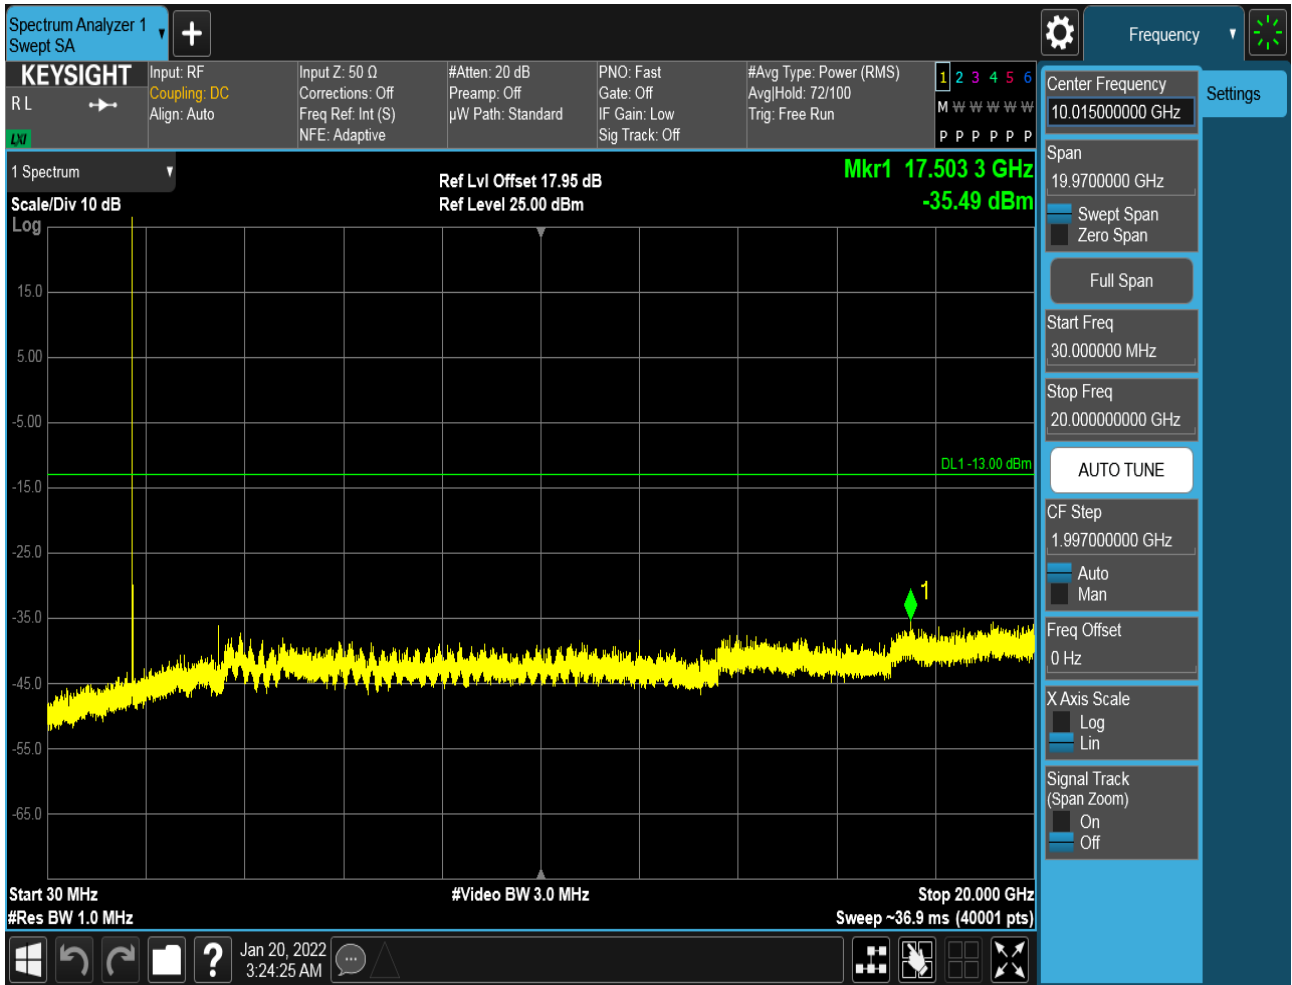 Spectrum Analyzer 1
Swept SA
Frequency
KEYSIGHT
R L
LXI
Input: RF
Coupling: DC
Align: Auto
Input Z: 50 Ω
Corrections: Off
Freq Ref: Int (S)
NFE: Adaptive
#Atten: 20 dB
Preamp: Off
µW Path: Standard
PNO: Fast
Gate: Off
IF Gain: Low
Sig Track: Off
#Avg Type: Power (RMS)
Avg|Hold: 72/100
Trig: Free Run
1 2 3 4 5 6
M W W W W W
P P P P P P
1 Spectrum
Scale/Div 10 dB
Log
Ref Lvl Offset 17.95 dB
Ref Level 25.00 dBm
Mkr1 17.503 3 GHz
-35.49 dBm
15.0
5.00
-5.00
-15.0
-25.0
-35.0
-45.0
-55.0
-65.0
DL1 -13.00 dBm
1
Start 30 MHz
#Res BW 1.0 MHz
#Video BW 3.0 MHz
Stop 20.000 GHz
Sweep ~36.9 ms (40001 pts)
Center Frequency
10.015000000 GHz
Settings
Span
19.9700000 GHz
Swept Span
Zero Span
Full Span
Start Freq
30.000000 MHz
Stop Freq
20.000000000 GHz
AUTO TUNE
CF Step
1.997000000 GHz
Auto
Man
Freq Offset
0 Hz
X Axis Scale
Log
Lin
Signal Track
(Span Zoom)
On
Off
?
Jan 20, 2022
3:24:25 AM